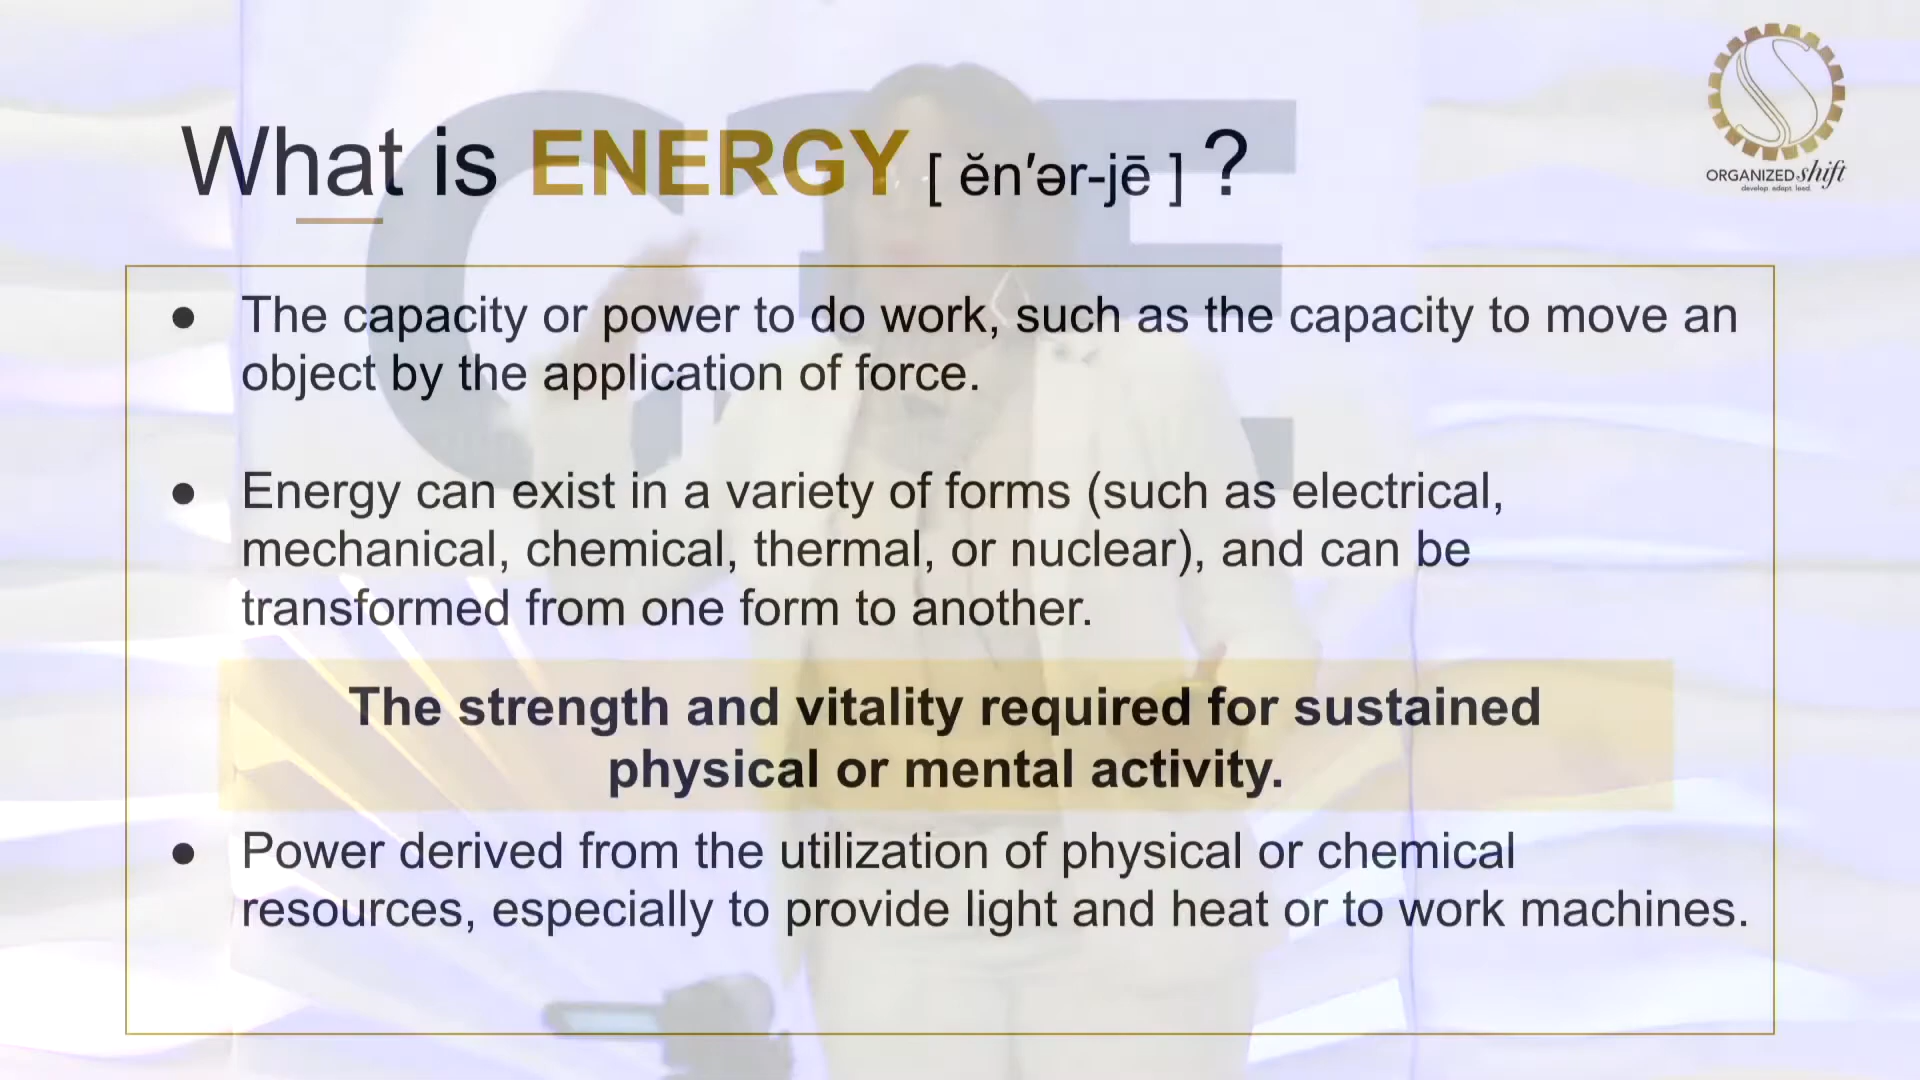 What is ENERGY [ ĕn′ər-jē ] ?
ORGANIZED shift
develop. adapt. lead.
● The capacity or power to do work, such as the capacity to move an
object by the application of force.
● Energy can exist in a variety of forms (such as electrical,
mechanical, chemical, thermal, or nuclear), and can be
transformed from one form to another.
The strength and vitality required for sustained
physical or mental activity.
● Power derived from the utilization of physical or chemical
resources, especially to provide light and heat or to work machines.